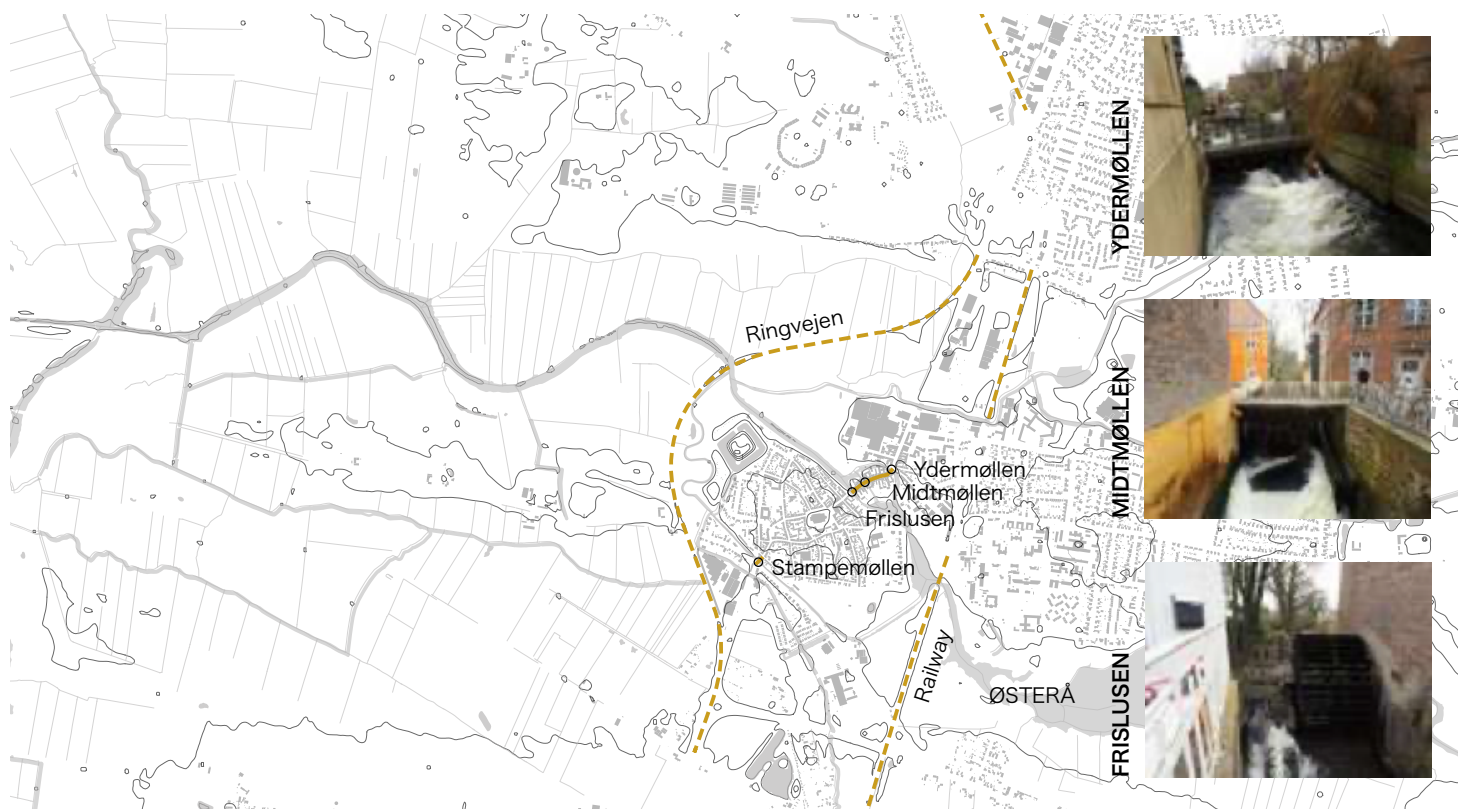 Ringvejen
Ydermøllen
Midtmøllen
Frislusen
Stampemøllen
Railway
ØSTERÅ
YDERMØLLEN
MIDTMØLLEN
FRISLUSEN